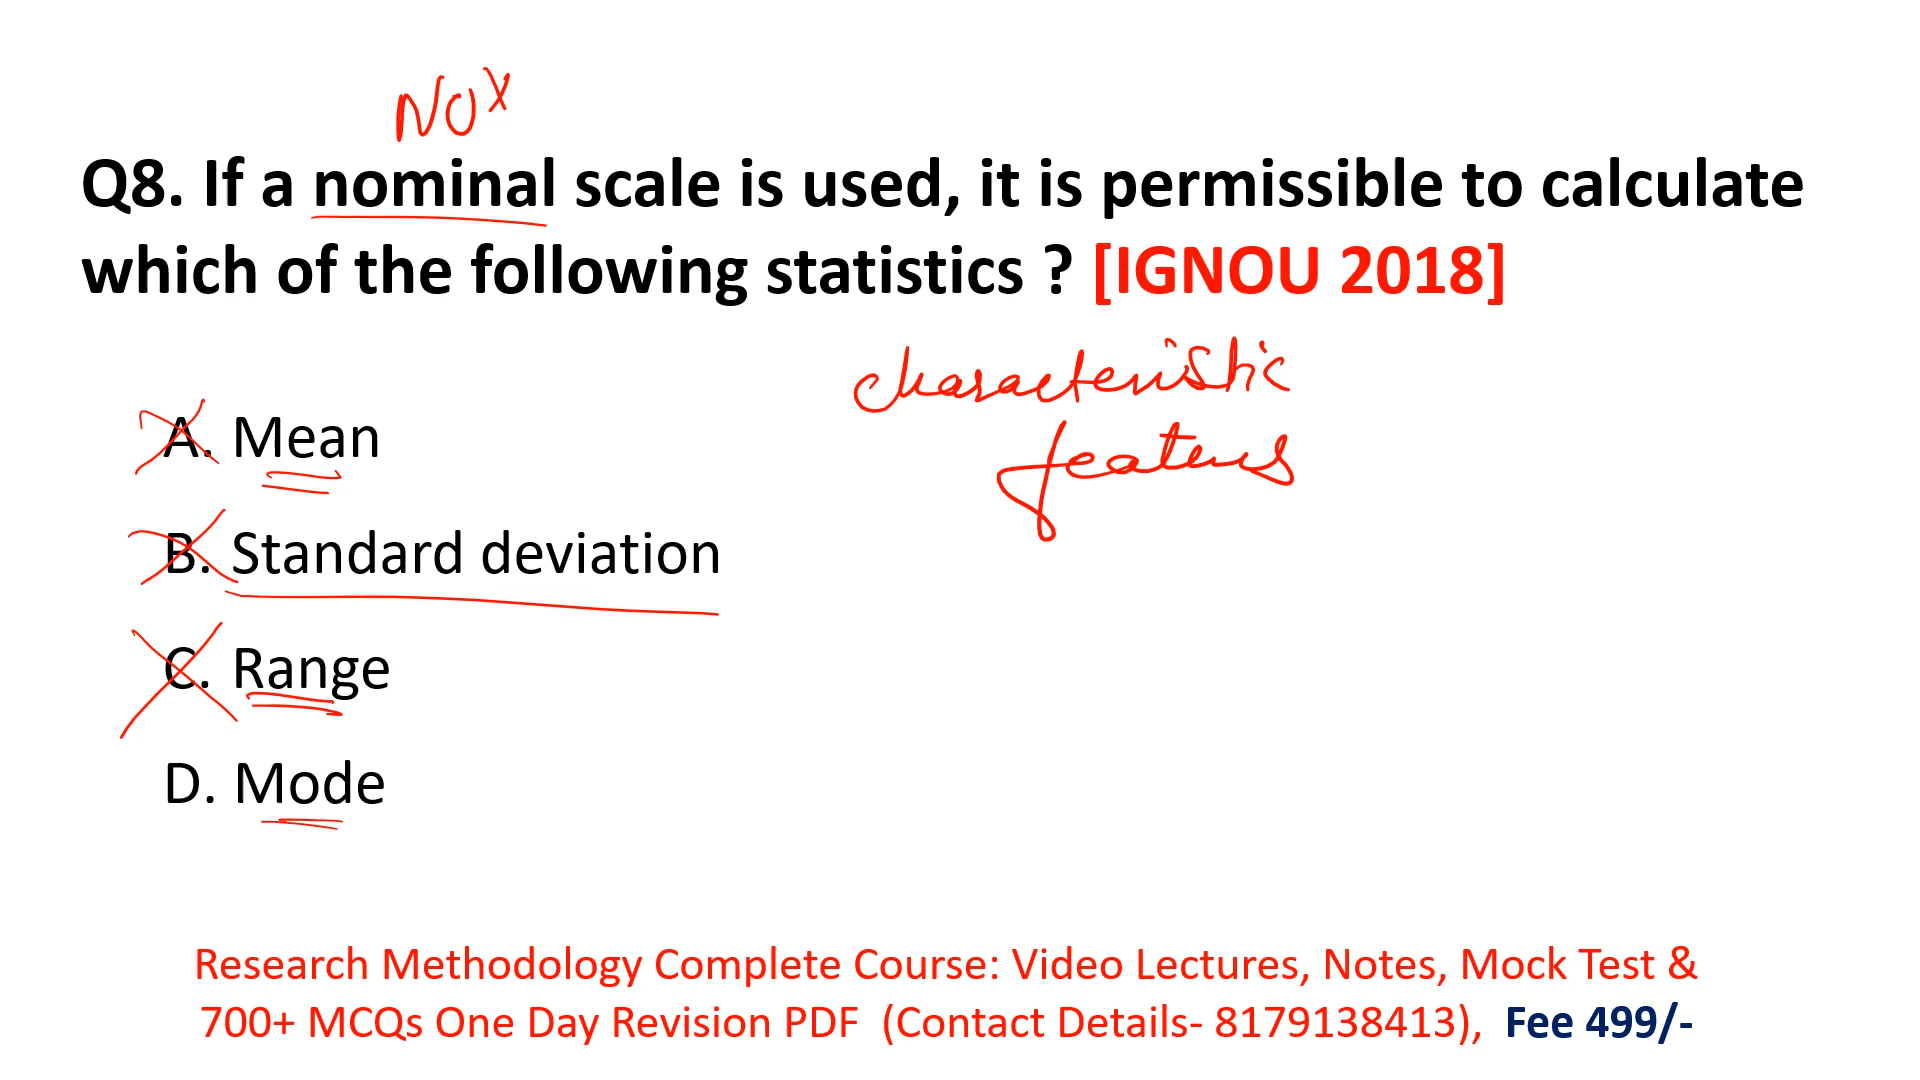 NO X
Q8. If a nominal scale is used, it is permissible to calculate
which of the following statistics ? [IGNOU 2018]
characteristic
features
A. Mean
B. Standard deviation
C. Range
D. Mode
Research Methodology Complete Course: Video Lectures, Notes, Mock Test &
700+ MCQs One Day Revision PDF (Contact Details- 8179138413), Fee 499/-